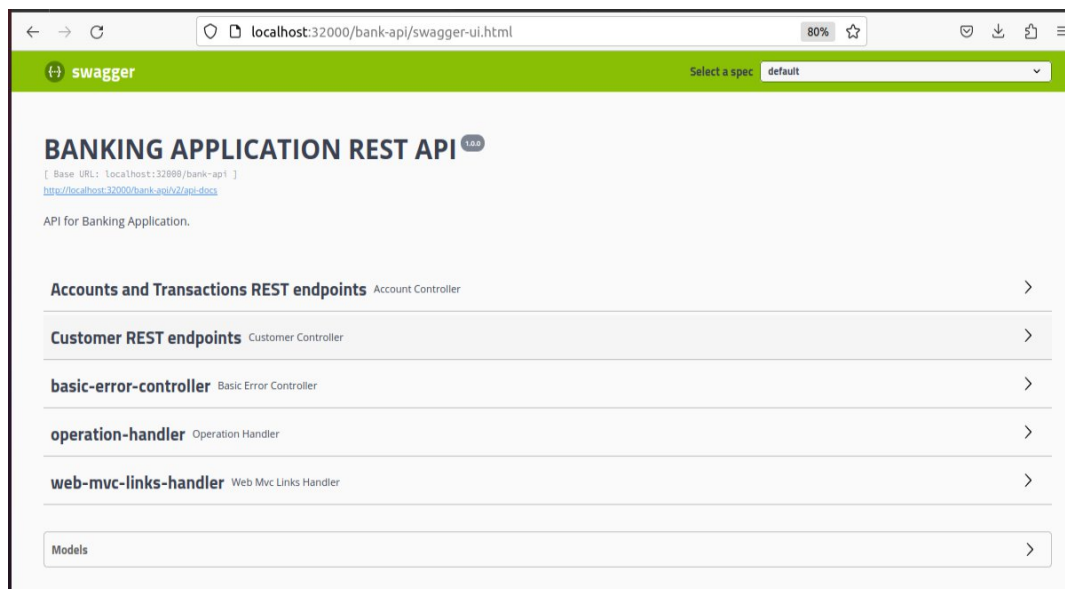 localhost:32000/bank-api/swagger-ui.html 80%
{...} swagger Select a spec default
BANKING APPLICATION REST API 1.0.0
[ Base URL: localhost:32000/bank-api ]
http://localhost:32000/bank-api/v2/api-docs
API for Banking Application.
Accounts and Transactions REST endpoints Account Controller
Customer REST endpoints Customer Controller
basic-error-controller Basic Error Controller
operation-handler Operation Handler
web-mvc-links-handler Web Mvc Links Handler
Models